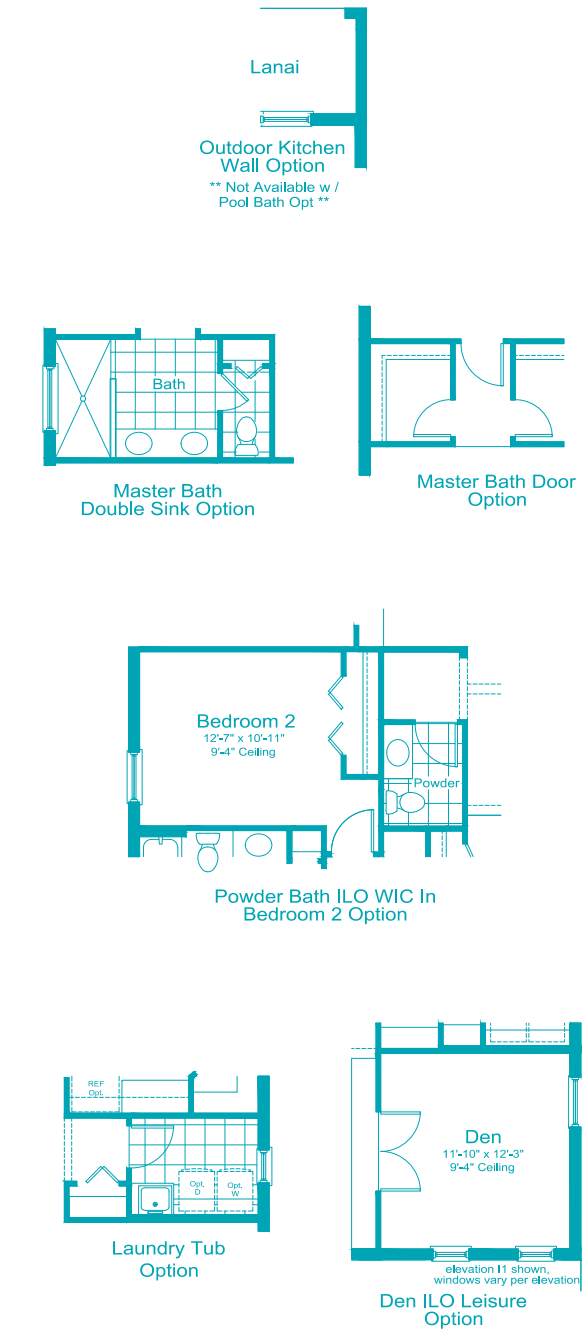 Lanai
Outdoor Kitchen
Wall Option
** Not Available w /
Pool Bath Opt **
Bath
Master Bath
Double Sink Option
Master Bath Door
Option
Bedroom 2
12'-7" x 10'-11"
9'-4" Ceiling
Powder
Powder Bath ILO WIC In
Bedroom 2 Option
REF
Opt.
Opt.
D
Opt.
W
Laundry Tub
Option
Den
11'-10" x 12'-3"
9'-4" Ceiling
elevation I1 shown,
windows vary per elevation
Den ILO Leisure
Option